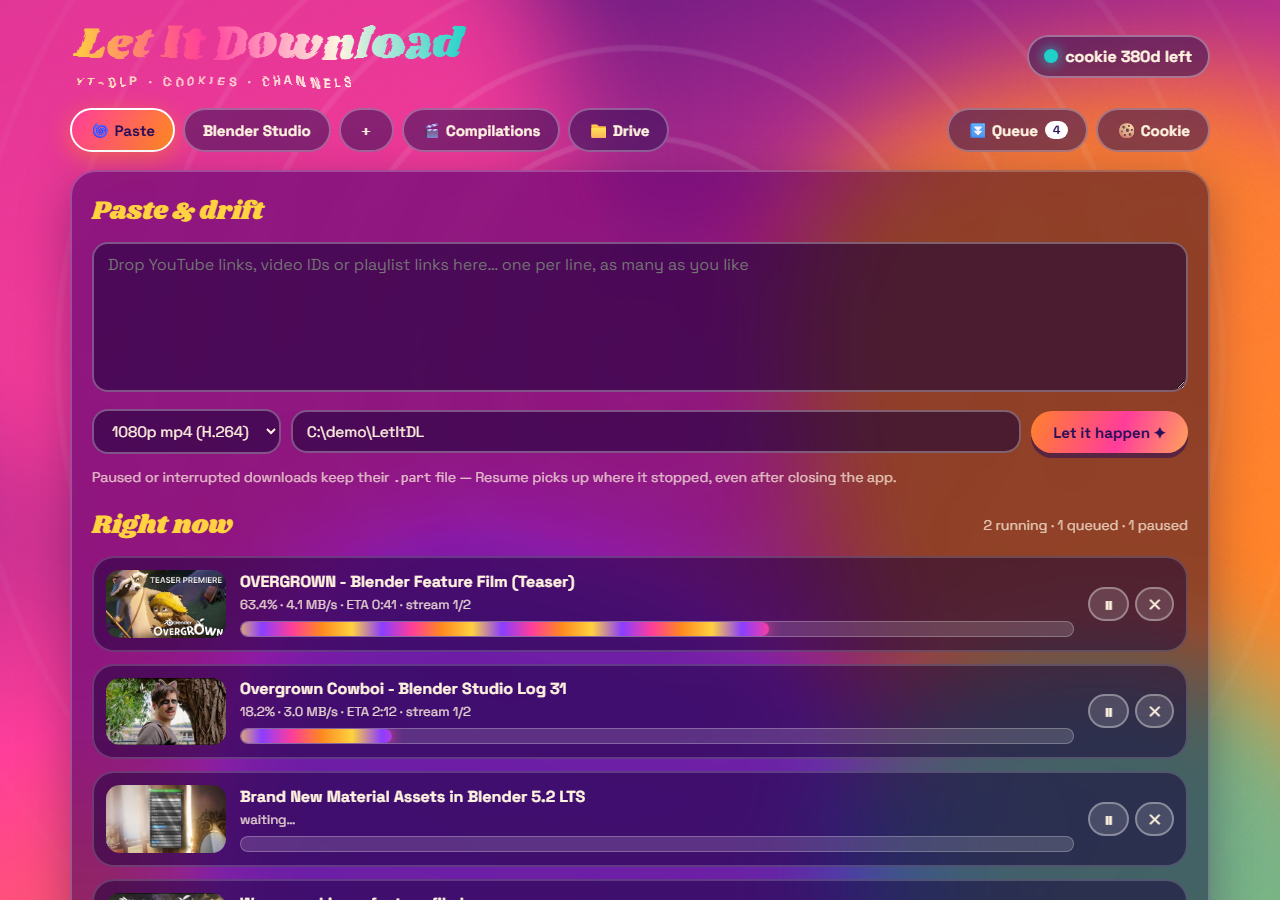 Let It Download
YT-DLP · COOKIES · CHANNELS
cookie 380d left
Paste
Blender Studio
+
Compilations
Drive
Queue 4
Cookie
Paste & drift
Drop YouTube links, video IDs or playlist links here... one per line, as many as you like
1080p mp4 (H.264)
C:\demo\LetItDL
Let it happen ✦
Paused or interrupted downloads keep their .part file — Resume picks up where it stopped, even after closing the app.
Right now
2 running · 1 queued · 1 paused
TEASER PREMIERE
OVERGROWN
OVERGROWN - Blender Feature Film (Teaser)
63.4% · 4.1 MB/s · ETA 0:41 · stream 1/2
Overgrown Cowboi - Blender Studio Log 31
18.2% · 3.0 MB/s · ETA 2:12 · stream 1/2
Brand New Material Assets in Blender 5.2 LTS
waiting...